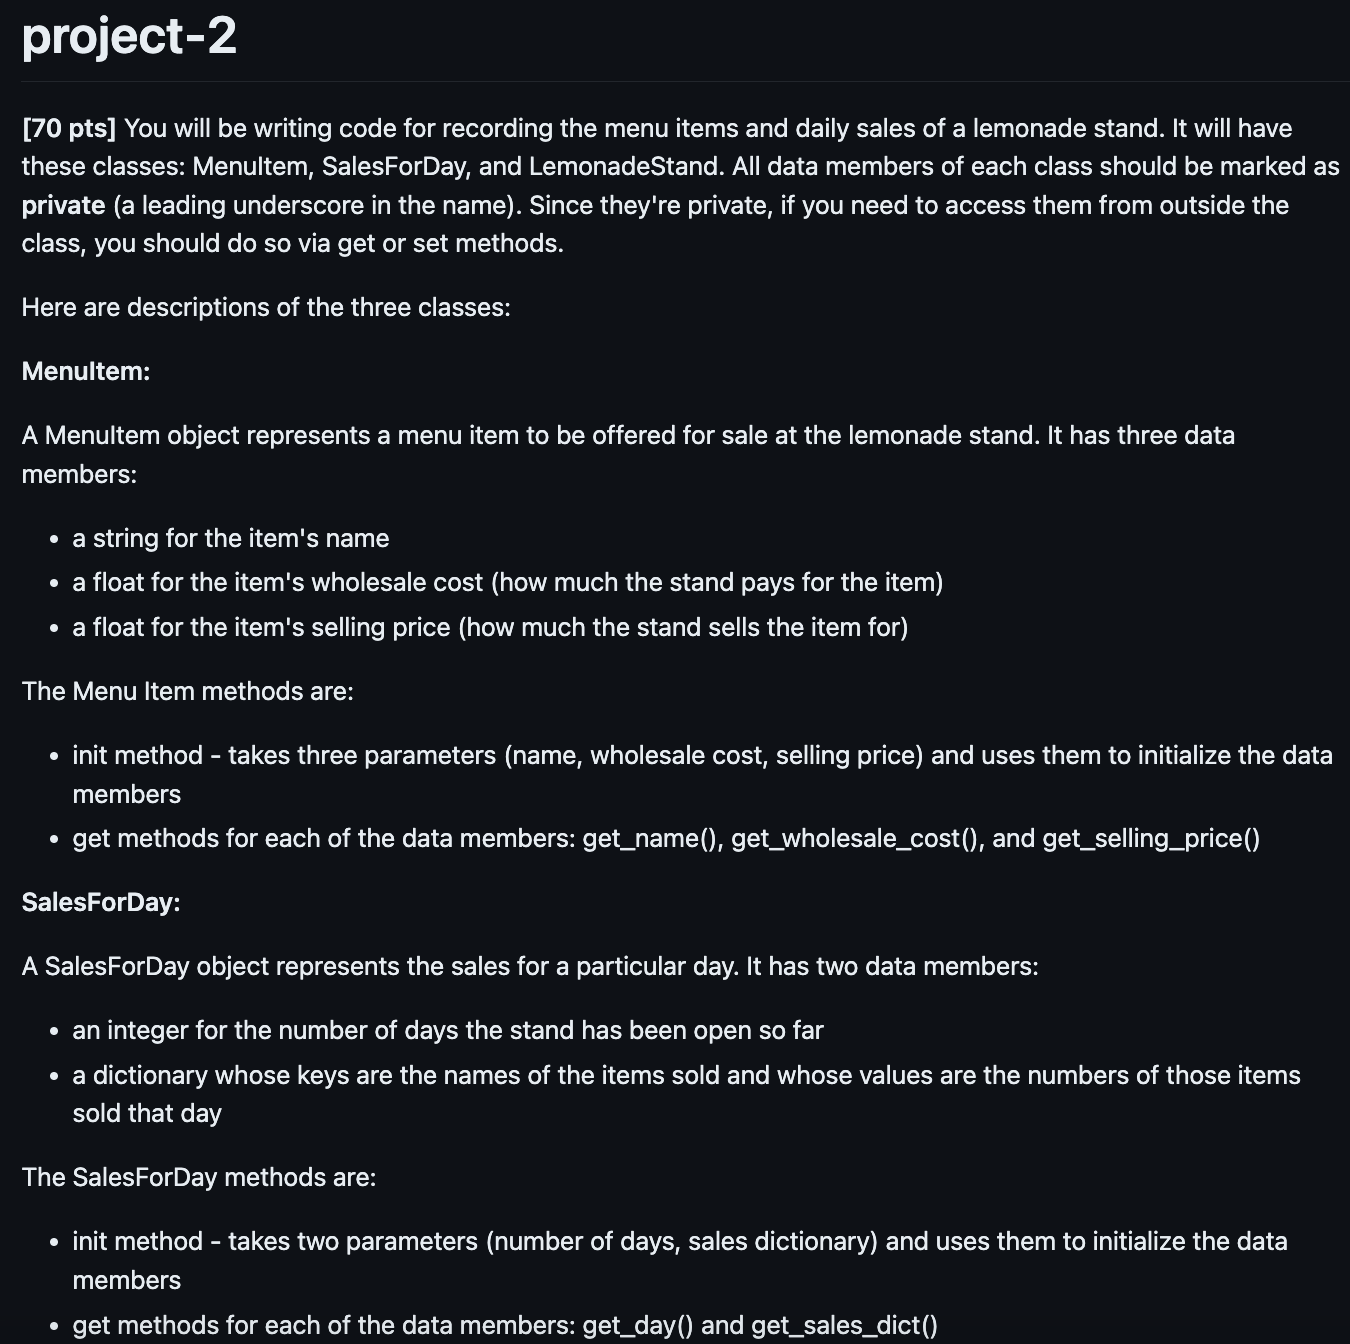 project-2
[70 pts] You will be writing code for recording the menu items and daily sales of a lemonade stand. It will have
these classes: MenuItem, SalesForDay, and LemonadeStand. All data members of each class should be marked as
private (a leading underscore in the name). Since they're private, if you need to access them from outside the
class, you should do so via get or set methods.
Here are descriptions of the three classes:
MenuItem:
A MenuItem object represents a menu item to be offered for sale at the lemonade stand. It has three data
members:
• a string for the item's name
• a float for the item's wholesale cost (how much the stand pays for the item)
• a float for the item's selling price (how much the stand sells the item for)
The Menu Item methods are:
• init method - takes three parameters (name, wholesale cost, selling price) and uses them to initialize the data
members
• get methods for each of the data members: get_name(), get_wholesale_cost(), and get_selling_price()
SalesForDay:
A SalesForDay object represents the sales for a particular day. It has two data members:
• an integer for the number of days the stand has been open so far
• a dictionary whose keys are the names of the items sold and whose values are the numbers of those items
sold that day
The SalesForDay methods are:
• init method - takes two parameters (number of days, sales dictionary) and uses them to initialize the data
members
• get methods for each of the data members: get_day() and get_sales_dict()